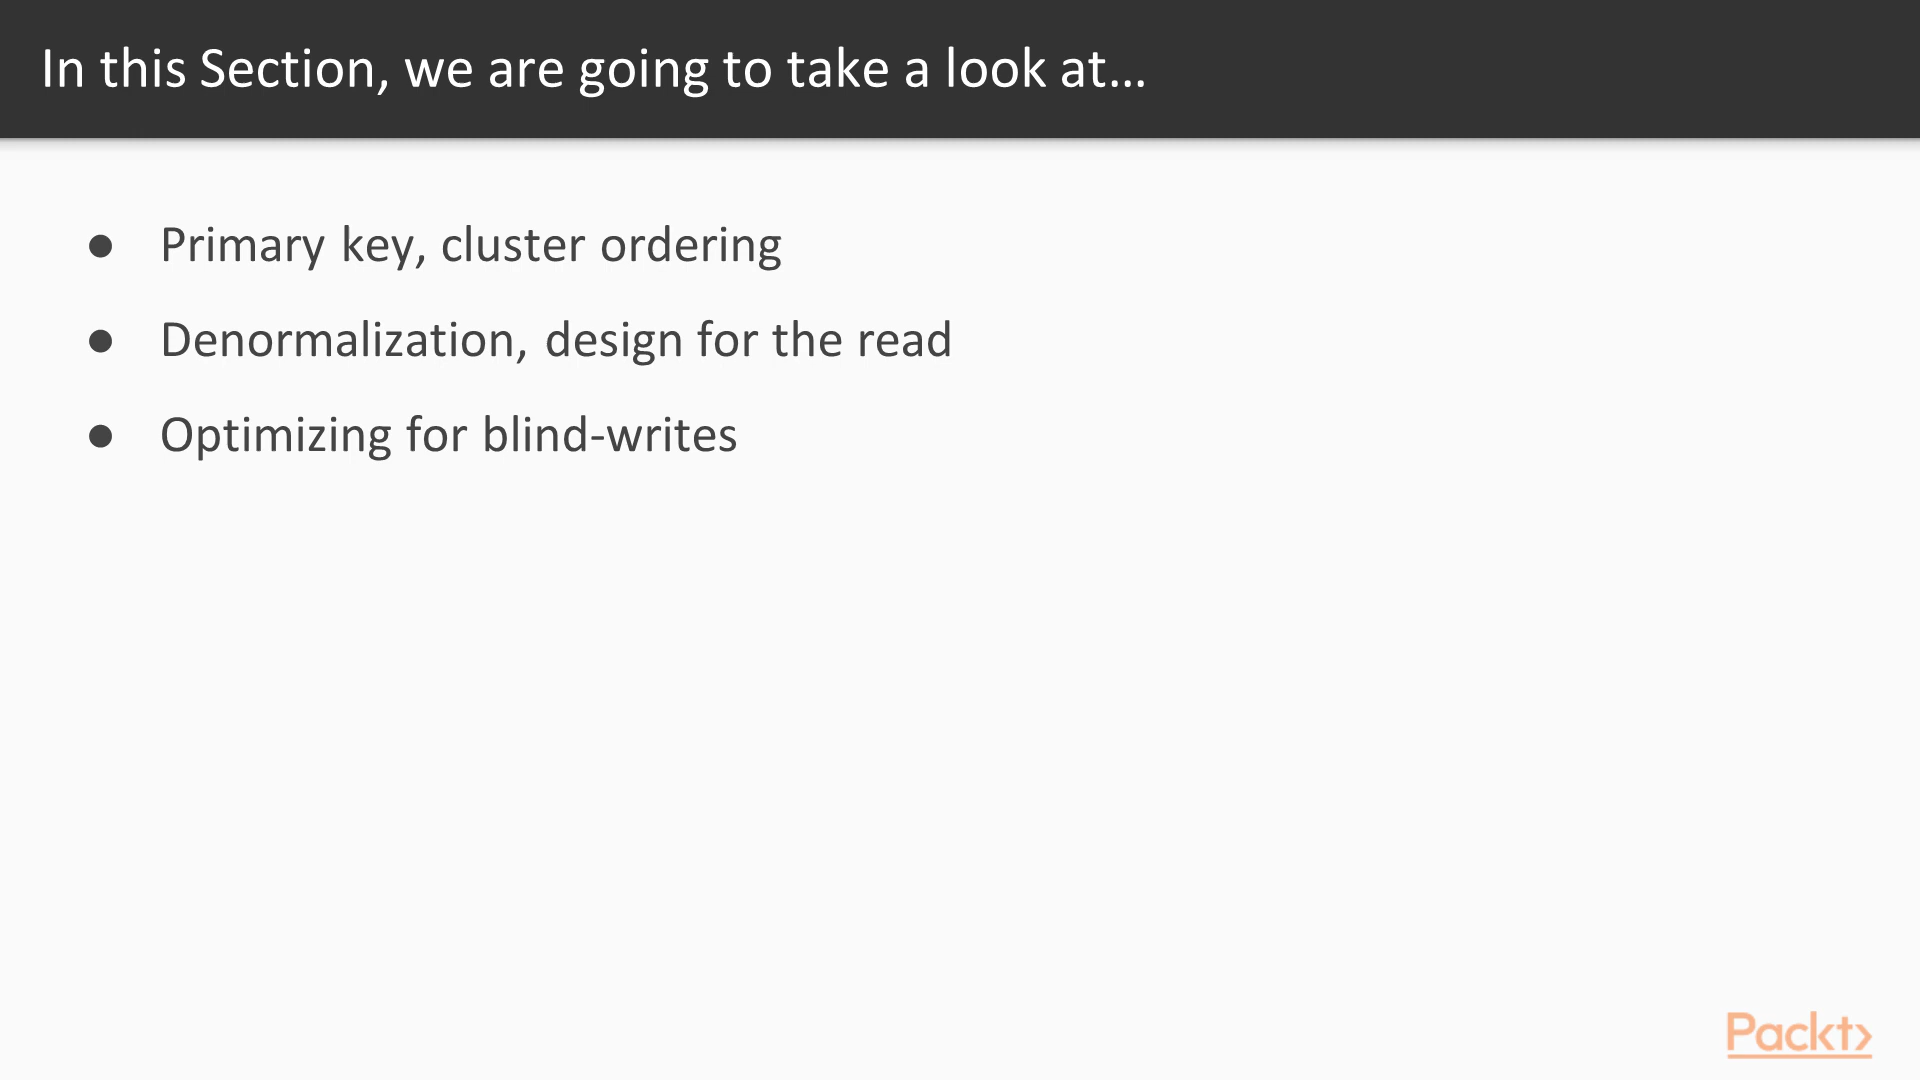 In this Section, we are going to take a look at...
● Primary key, cluster ordering
● Denormalization, design for the read
● Optimizing for blind-writes
Packt>